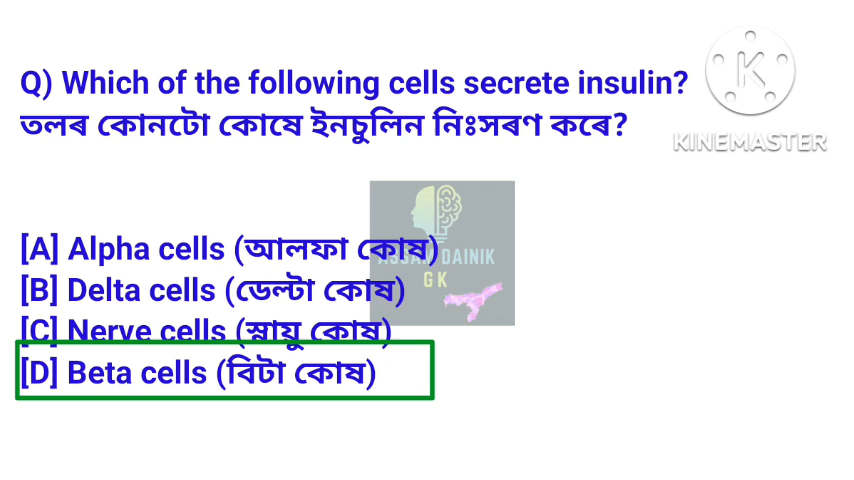 Q) Which of the following cells secrete insulin?
তলৰ কোনটো কোষে ইনচুলিন নিঃসৰণ কৰে?
KINEMASTER
[A] Alpha cells (আলফা কোষ)
ASSAM DAINIK
GK
[B] Delta cells (ডেল্টা কোষ)
[C] Nerve cells (স্নায়ু কোষ)
[D] Beta cells (বিটা কোষ)